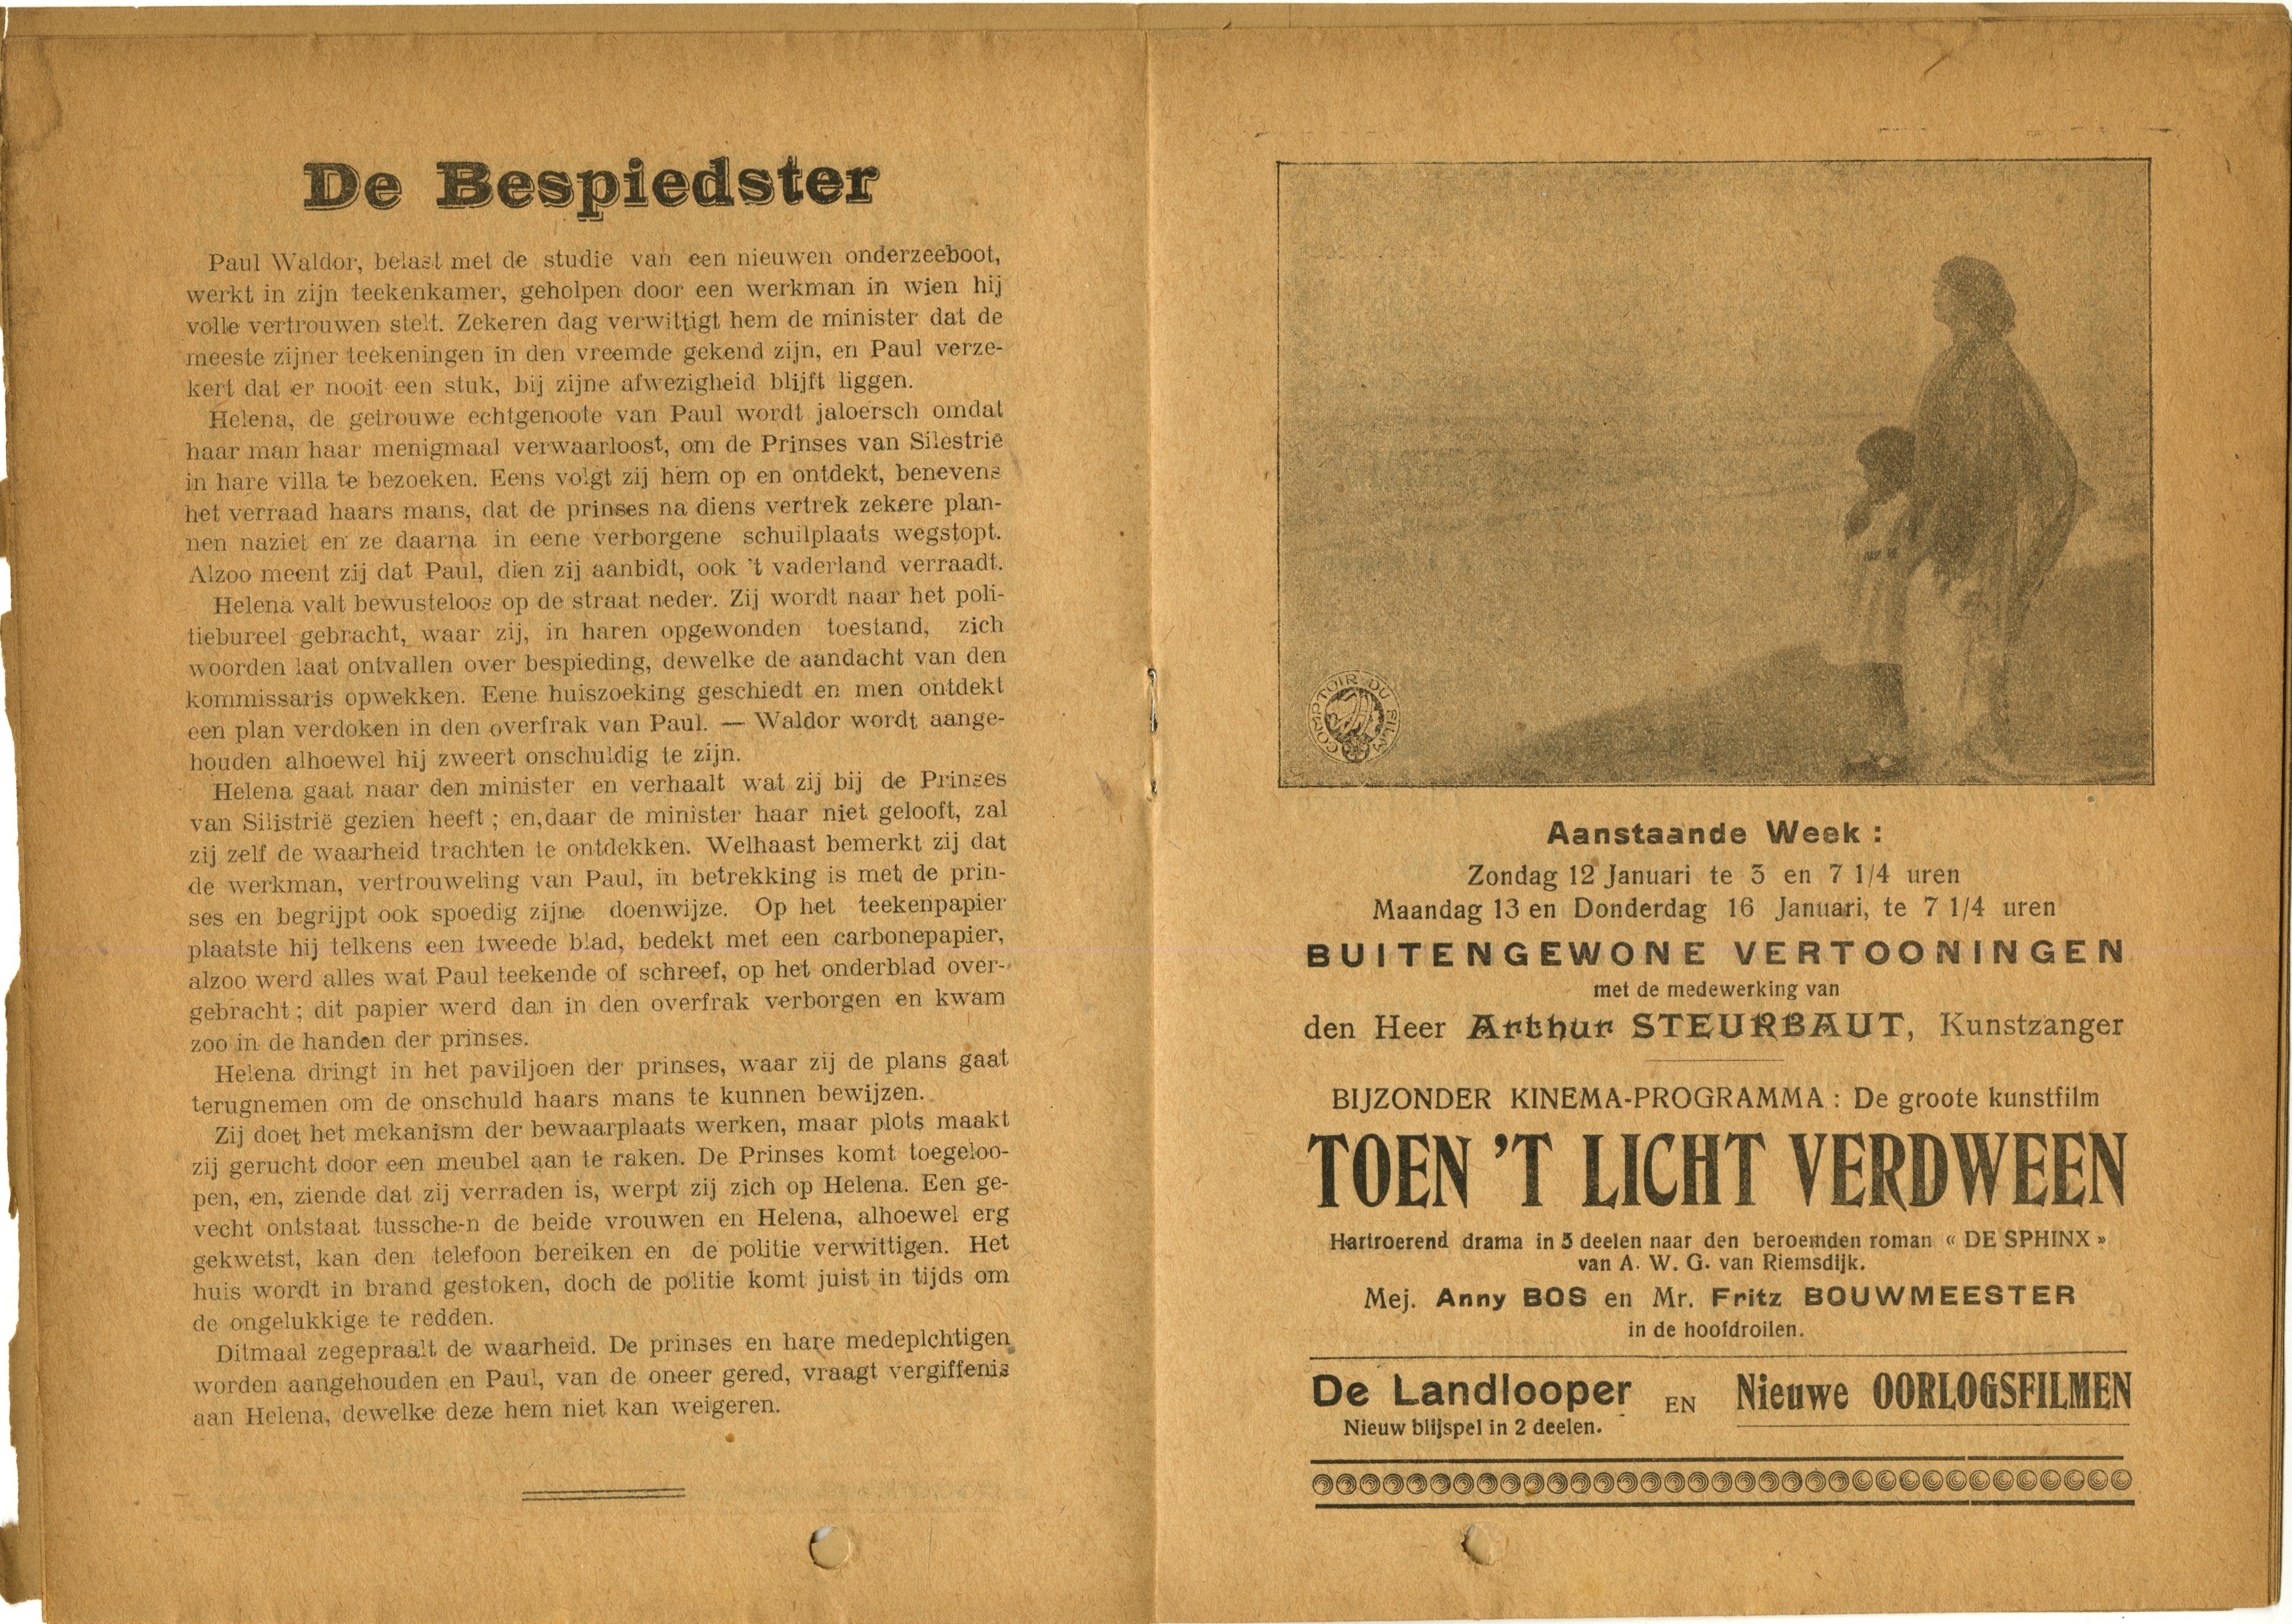 De Bespiedster
Paul Waldor, belast met de studie van een nieuwen onderzeeboot,
werkt in zijn teekenkamer, geholpen door een werkman in wien hij
volle vertrouwen stelt. Zekeren dag verwittigt hem de minister dat de
meeste zijner teekeningen in den vreemde gekend zijn, en Paul verze-
kert dat er nooit een stuk, bij zijne afwezigheid blijft liggen.
Helena, de getrouwe echtgenoote van Paul wordt jaloersch omdat
haar man haar menigmaal verwaarloost, om de Prinses van Silestrië
in hare villa te bezoeken. Eens volgt zij hem op en ontdekt, benevens
het verraad haars mans, dat de prinses na diens vertrek zekere plan-
nen naziet en ze daarna in eene verborgene schuilplaats wegstopt.
Alzoo meent zij dat Paul, dien zij aanbidt, ook 't vaderland verraadt.
Helena valt bewusteloos op de straat neder. Zij wordt naar het poli-
tiebureel gebracht, waar zij, in haren opgewonden toestand, zich
woorden laat ontvallen over bespieding, dewelke de aandacht van den
kommissaris opwekken. Eene huiszoeking geschiedt en men ontdekt
een plan verdoken in den overfrak van Paul. — Waldor wordt aange-
houden alhoewel hij zweert onschuldig te zijn.
Helena gaat naar den minister en verhaalt wat zij bij de Prinses
van Silistrië gezien heeft ; en,daar de minister haar niet gelooft, zal
zij zelf de waarheid trachten te ontdekken. Welhaast bemerkt zij dat
de werkman, vertrouweling van Paul, in betrekking is met de prin-
ses en begrijpt ook spoedig zijne doenwijze. Op het teekenpapier
plaatste hij telkens een tweede blad, bedekt met een carbonepapier,
alzoo werd alles wat Paul teekende of schreef, op het onderblad over-
gebracht ; dit papier werd dan in den overfrak verborgen en kwam
zoo in de handen der prinses.
Helena dringt in het paviljoen der prinses, waar zij de plans gaat
terugnemen om de onschuld haars mans te kunnen bewijzen.
Zij doet het mekanism der bewaarplaats werken, maar plots maakt
zij gerucht door een meubel aan te raken. De Prinses komt toegeloo-
pen, en, ziende dat zij verraden is, werpt zij zich op Helena. Een ge-
vecht ontstaat tussche-n de beide vrouwen en Helena, alhoewel erg
gekwetst, kan den telefoon bereiken en de politie verwittigen. Het
huis wordt in brand gestoken, doch de politie komt juist in tijds om
de ongelukkige te redden.
Ditmaal zegepraalt de waarheid. De prinses en hare medeplchtigen
worden aangehouden en Paul, van de oneer gered, vraagt vergiffenis
aan Helena, dewelke deze hem niet kan weigeren.
COMPTOIR DU FILM
Aanstaande Week :
Zondag 12 Januari te 3 en 7 1/4 uren
Maandag 13 en Donderdag 16 Januari, te 7 1/4 uren
BUITENGEWONE VERTOONINGEN
met de medewerking van
den Heer Arthur STEURBAUT, Kunstzanger
BIJZONDER KINEMA-PROGRAMMA : De groote kunstfilm
TOEN 'T LICHT VERDWEEN
Hartroerend drama in 3 deelen naar den beroemden roman « DE SPHINX »
van A. W. G. van Riemsdijk.
Mej. Anny BOS en Mr. Fritz BOUWMEESTER
in de hoofdroilen.
De Landlooper EN Nieuwe OORLOGSFILMEN
Nieuw blijspel in 2 deelen.